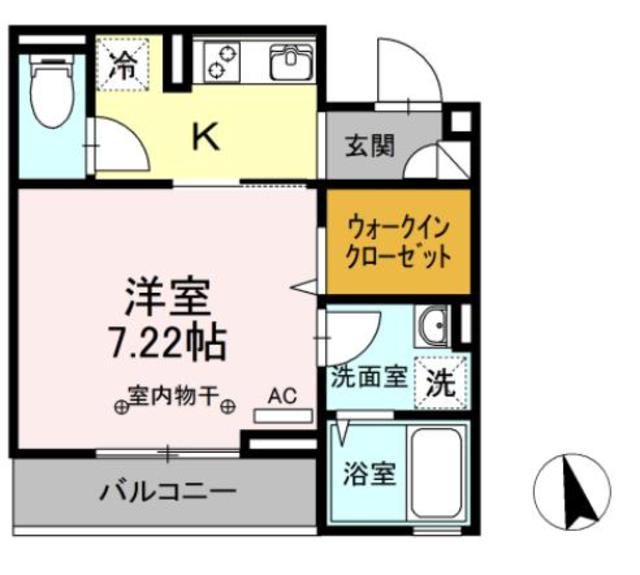 冷
K
玄関
ウォークイン
クローゼット
洋室
7.22帖
洗面室
洗
室内物干
AC
浴室
バルコニー